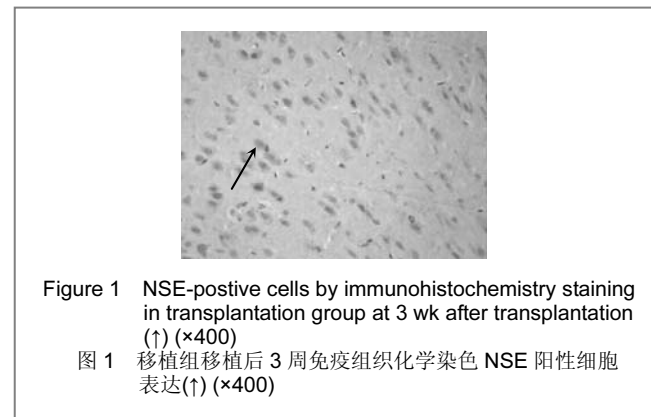 Figure 1 NSE-postive cells by immunohistochemistry staining
in transplantation group at 3 wk after transplantation
(↑) (×400)
图 1 移植组移植后 3 周免疫组织化学染色 NSE 阳性细胞
表达(↑) (×400)